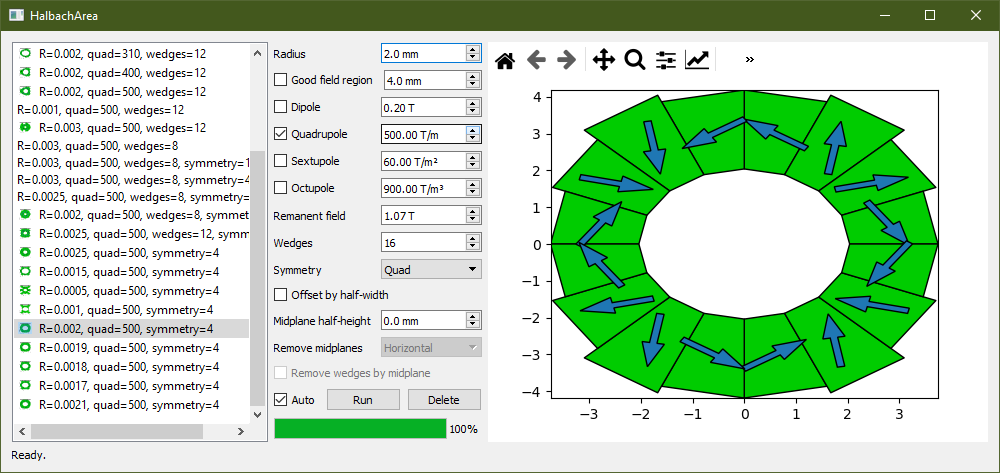 HalbachArea
R=0.002, quad=310, wedges=12
R=0.002, quad=400, wedges=12
R=0.002, quad=500, wedges=12
R=0.001, quad=500, wedges=12
R=0.003, quad=500, wedges=12
R=0.003, quad=500, wedges=8
R=0.003, quad=500, wedges=8, symmetry=1
R=0.003, quad=500, wedges=8, symmetry=4
R=0.0025, quad=500, wedges=8, symmetry=4
R=0.002, quad=500, wedges=8, symmet
R=0.0025, quad=500, wedges=12, symm
R=0.0025, quad=500, symmetry=4
R=0.0015, quad=500, symmetry=4
R=0.0005, quad=500, symmetry=4
R=0.001, quad=500, symmetry=4
R=0.002, quad=500, symmetry=4
R=0.0019, quad=500, symmetry=4
R=0.0018, quad=500, symmetry=4
R=0.0017, quad=500, symmetry=4
R=0.0021, quad=500, symmetry=4
Radius 2.0 mm
Good field region 4.0 mm
Dipole 0.20 T
Quadrupole 500.00 T/m
Sextupole 60.00 T/m²
Octupole 900.00 T/m³
Remanent field 1.07 T
Wedges 16
Symmetry Quad
Offset by half-width
Midplane half-height 0.0 mm
Remove midplanes Horizontal
Remove wedges by midplane
Auto Run Delete
100%
»
4
3
2
1
0
−1
−2
−3
−4
−3 −2 −1 0 1 2 3
Ready.